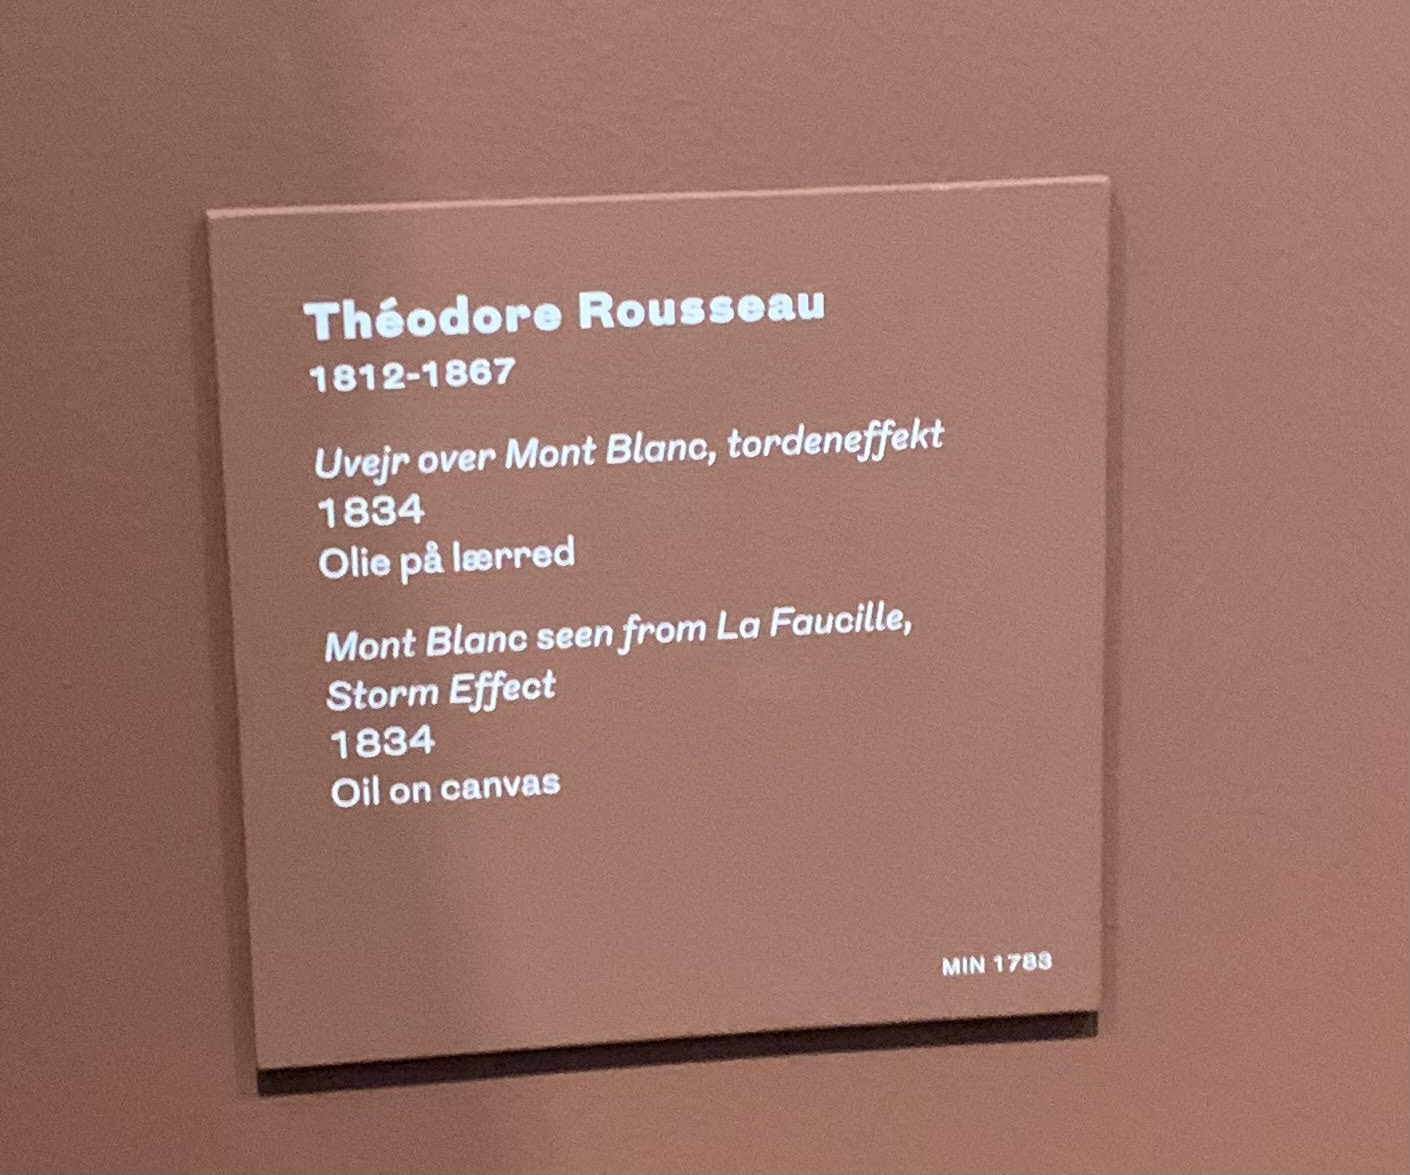 Théodore Rousseau
1812-1867
Uvejr over Mont Blanc, tordeneffekt
1834
Olie på lærred
Mont Blanc seen from La Faucille,
Storm Effect
1834
Oil on canvas
MIN 1783